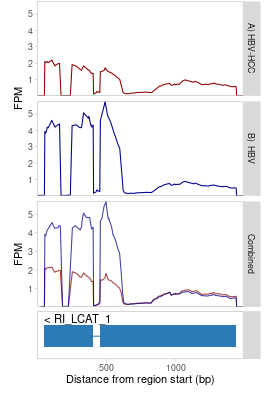 5
4
3
2
1
FPM
A) HBV-HCC
5
4
3
2
1
FPM
B) HBV
5
4
3
2
1
FPM
Combined
< RI_LCAT_1
500
1000
Distance from region start (bp)